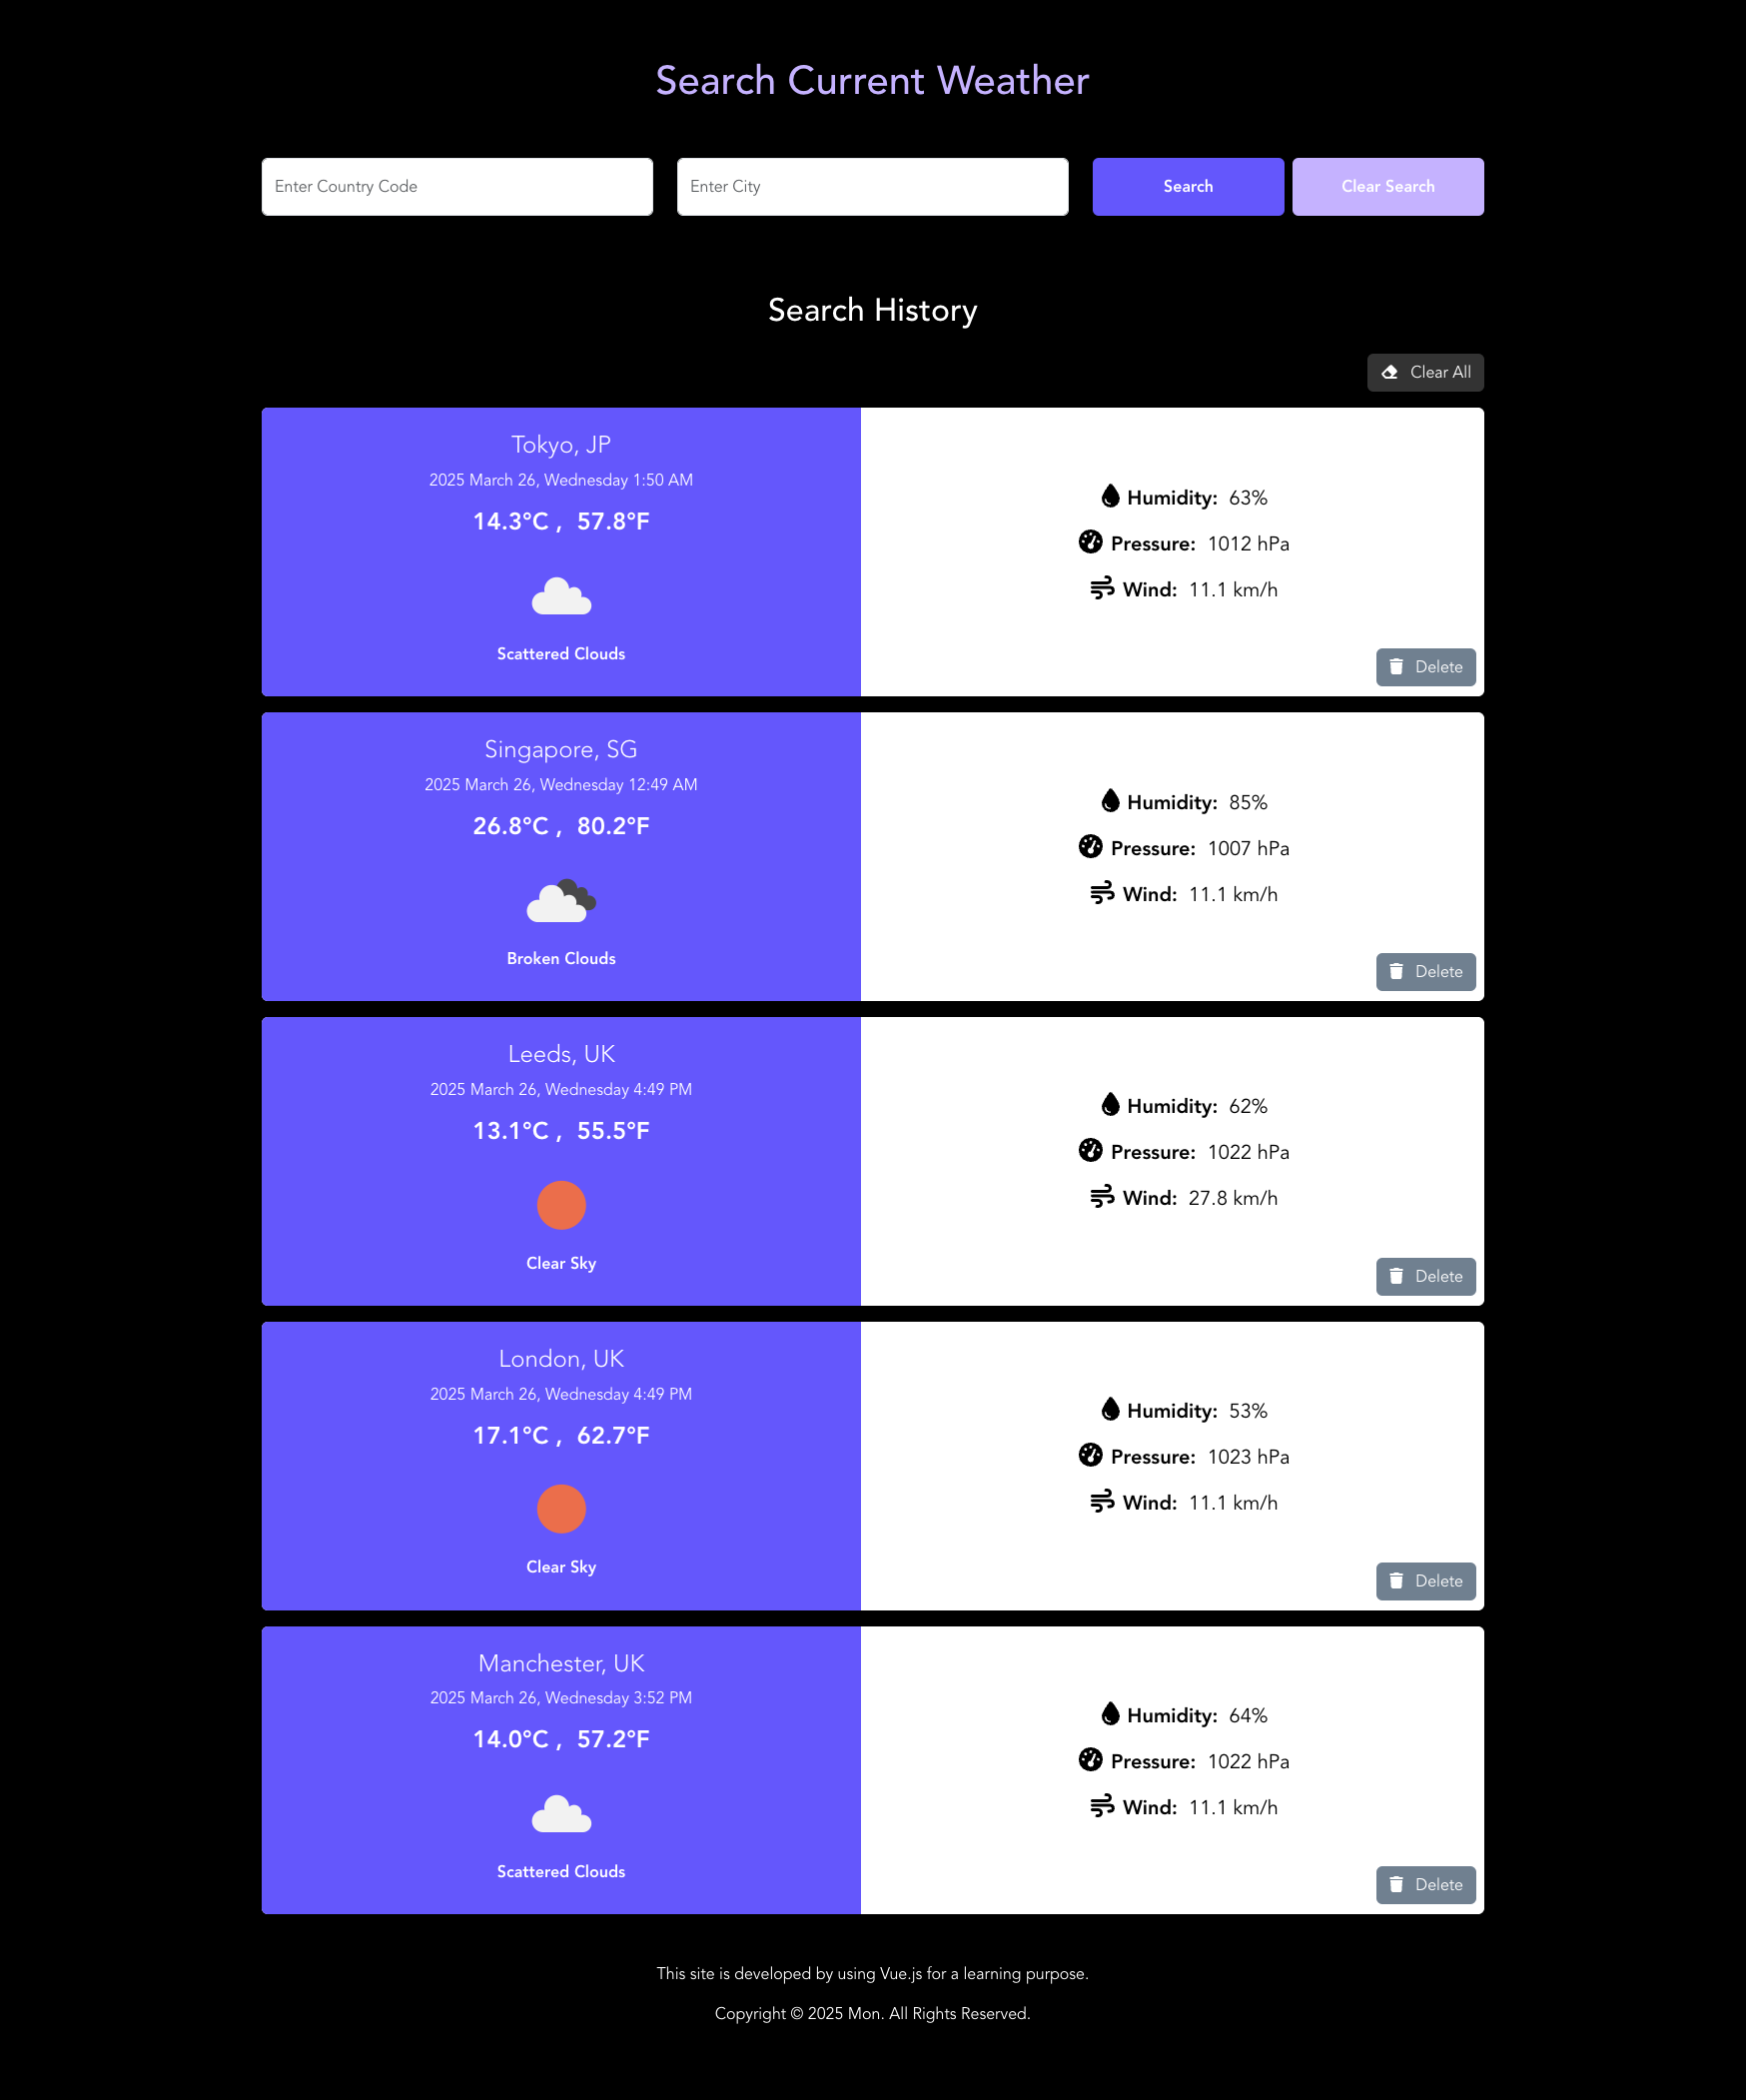 Search Current Weather
Enter Country Code
Enter City
Search
Clear Search
Search History
Clear All
Tokyo, JP
2025 March 26, Wednesday 1:50 AM
14.3°C , 57.8°F
Scattered Clouds
Humidity: 63%
Pressure: 1012 hPa
Wind: 11.1 km/h
Delete
Singapore, SG
2025 March 26, Wednesday 12:49 AM
26.8°C , 80.2°F
Broken Clouds
Humidity: 85%
Pressure: 1007 hPa
Wind: 11.1 km/h
Delete
Leeds, UK
2025 March 26, Wednesday 4:49 PM
13.1°C , 55.5°F
Clear Sky
Humidity: 62%
Pressure: 1022 hPa
Wind: 27.8 km/h
Delete
London, UK
2025 March 26, Wednesday 4:49 PM
17.1°C , 62.7°F
Clear Sky
Humidity: 53%
Pressure: 1023 hPa
Wind: 11.1 km/h
Delete
Manchester, UK
2025 March 26, Wednesday 3:52 PM
14.0°C , 57.2°F
Scattered Clouds
Humidity: 64%
Pressure: 1022 hPa
Wind: 11.1 km/h
Delete
This site is developed by using Vue.js for a learning purpose.
Copyright © 2025 Mon. All Rights Reserved.